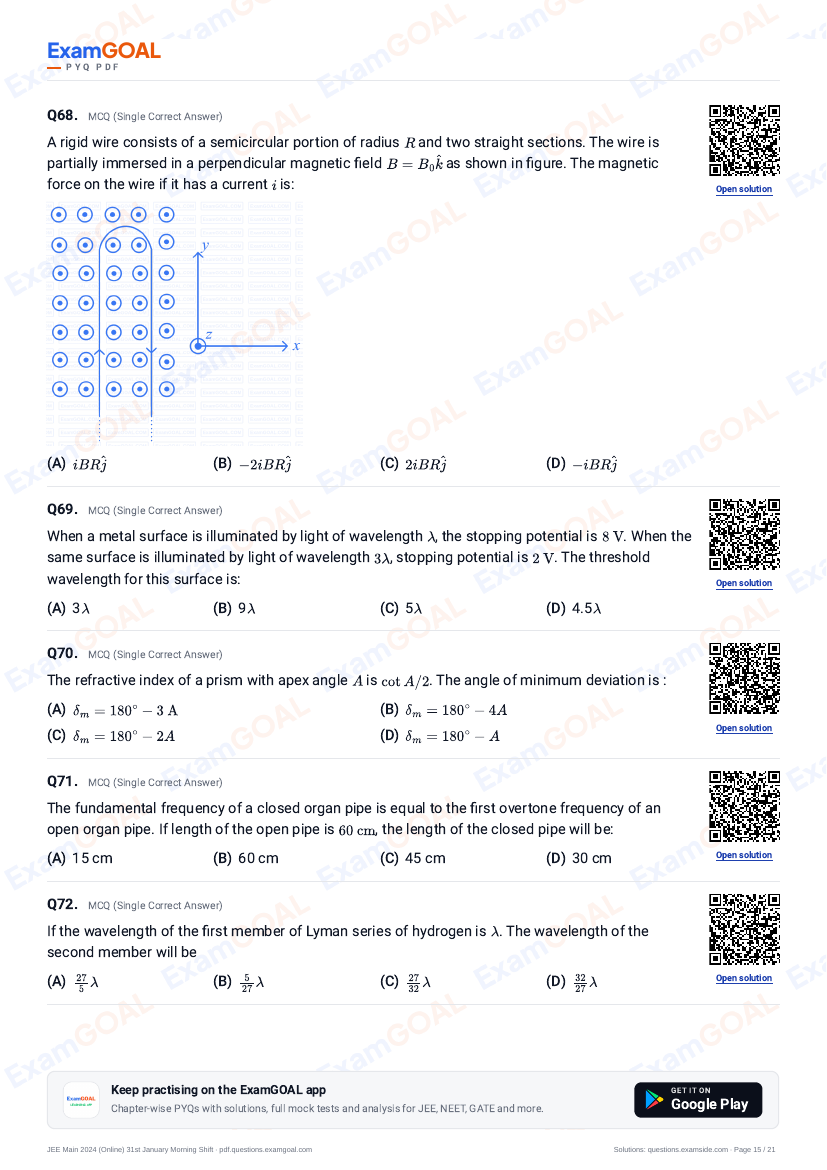 ExamGOAL
PYQ PDF
Q68. MCQ (Single Correct Answer)
A rigid wire consists of a semicircular portion of radius R and two straight sections. The wire is
partially immersed in a perpendicular magnetic field B = B₀k̂ as shown in figure. The magnetic
force on the wire if it has a current i is:
Open solution
y
z
x
(A) iBRĵ (B) −2iBRĵ (C) 2iBRĵ (D) −iBRĵ
Q69. MCQ (Single Correct Answer)
When a metal surface is illuminated by light of wavelength λ, the stopping potential is 8 V. When the
same surface is illuminated by light of wavelength 3λ, stopping potential is 2 V. The threshold
wavelength for this surface is:
Open solution
(A) 3λ (B) 9λ (C) 5λ (D) 4.5λ
Q70. MCQ (Single Correct Answer)
The refractive index of a prism with apex angle A is cot A/2. The angle of minimum deviation is :
(A) δₘ = 180° − 3 A (B) δₘ = 180° − 4A
Open solution
(C) δₘ = 180° − 2A (D) δₘ = 180° − A
Q71. MCQ (Single Correct Answer)
The fundamental frequency of a closed organ pipe is equal to the first overtone frequency of an
open organ pipe. If length of the open pipe is 60 cm, the length of the closed pipe will be:
(A) 15 cm (B) 60 cm (C) 45 cm (D) 30 cm
Open solution
Q72. MCQ (Single Correct Answer)
If the wavelength of the first member of Lyman series of hydrogen is λ. The wavelength of the
second member will be
(A) 27/5 λ (B) 5/27 λ (C) 27/32 λ (D) 32/27 λ
Open solution
Keep practising on the ExamGOAL app
Chapter-wise PYQs with solutions, full mock tests and analysis for JEE, NEET, GATE and more.
GET IT ON
Google Play
JEE Main 2024 (Online) 31st January Morning Shift · pdf.questions.examgoal.com
Solutions: questions.examside.com · Page 15 / 21